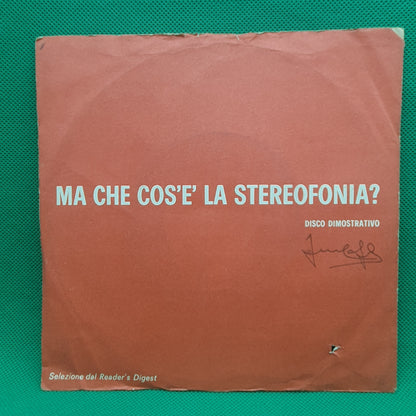 MA CHE COS'E' LA STEREOFONIA?
DISCO DIMOSTRATIVO
Selezione dal Reader's Digest